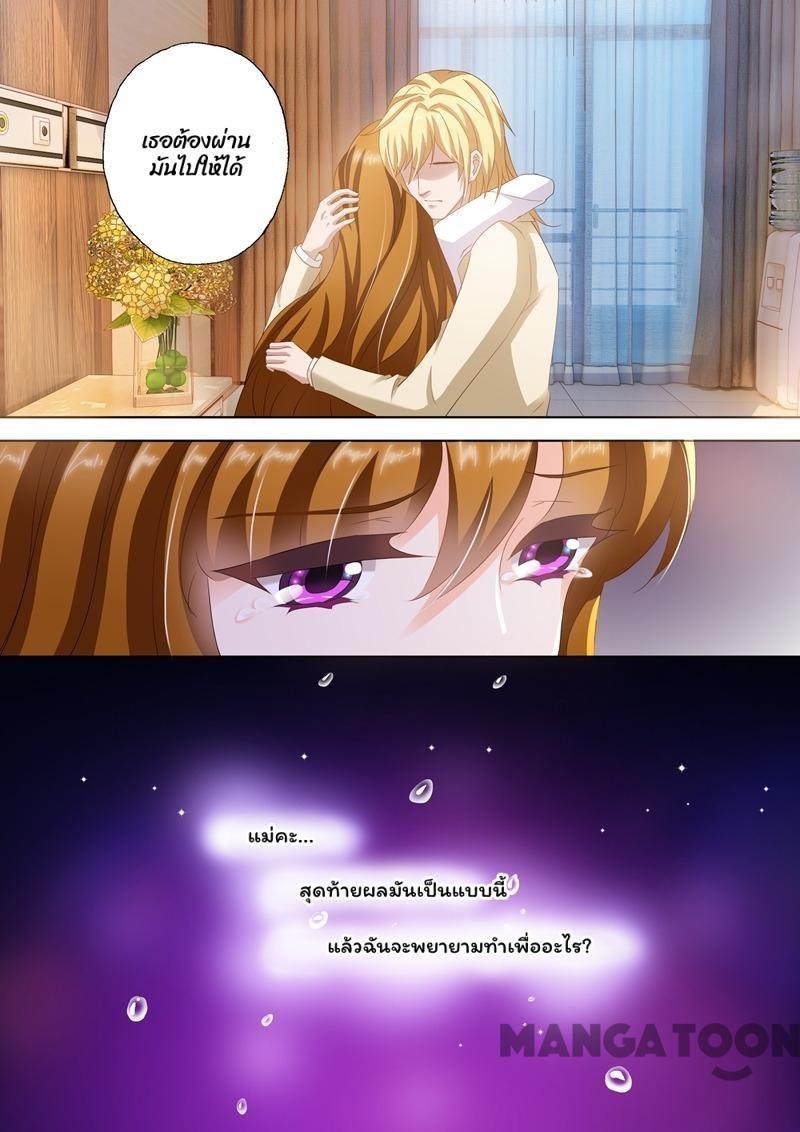 เธอต้องผ่าน
มันไปให้ได้
แม่คะ...
สุดท้ายผลมันเป็นแบบนี้
แล้วฉันจะพยายามทำเพื่ออะไร?
MANGATOON